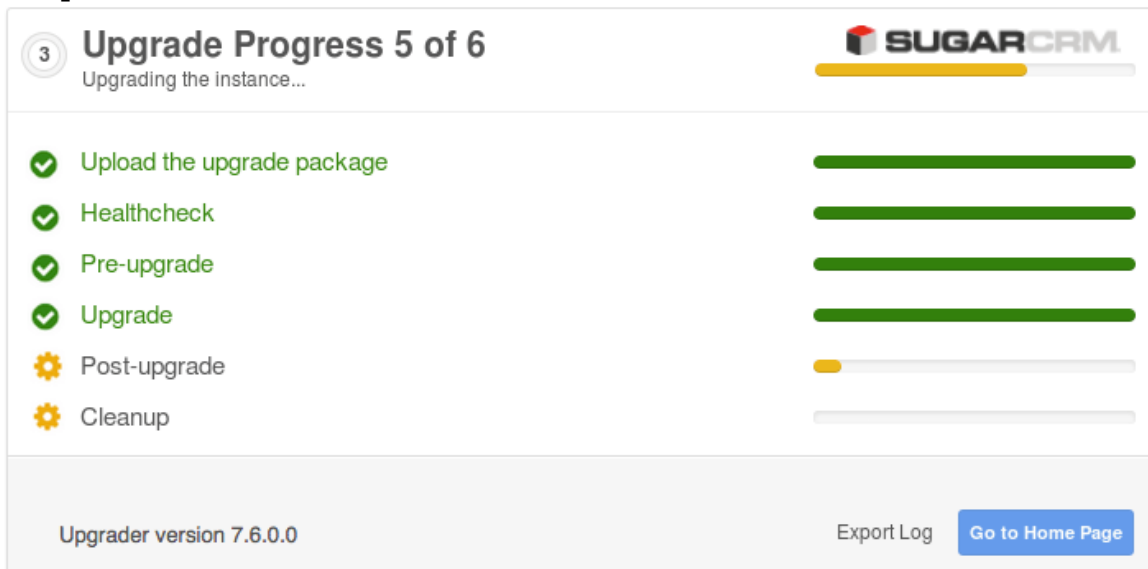 3
Upgrade Progress 5 of 6
Upgrading the instance...
SUGARCRM
Upload the upgrade package
Healthcheck
Pre-upgrade
Upgrade
Post-upgrade
Cleanup
Upgrader version 7.6.0.0
Export Log
Go to Home Page